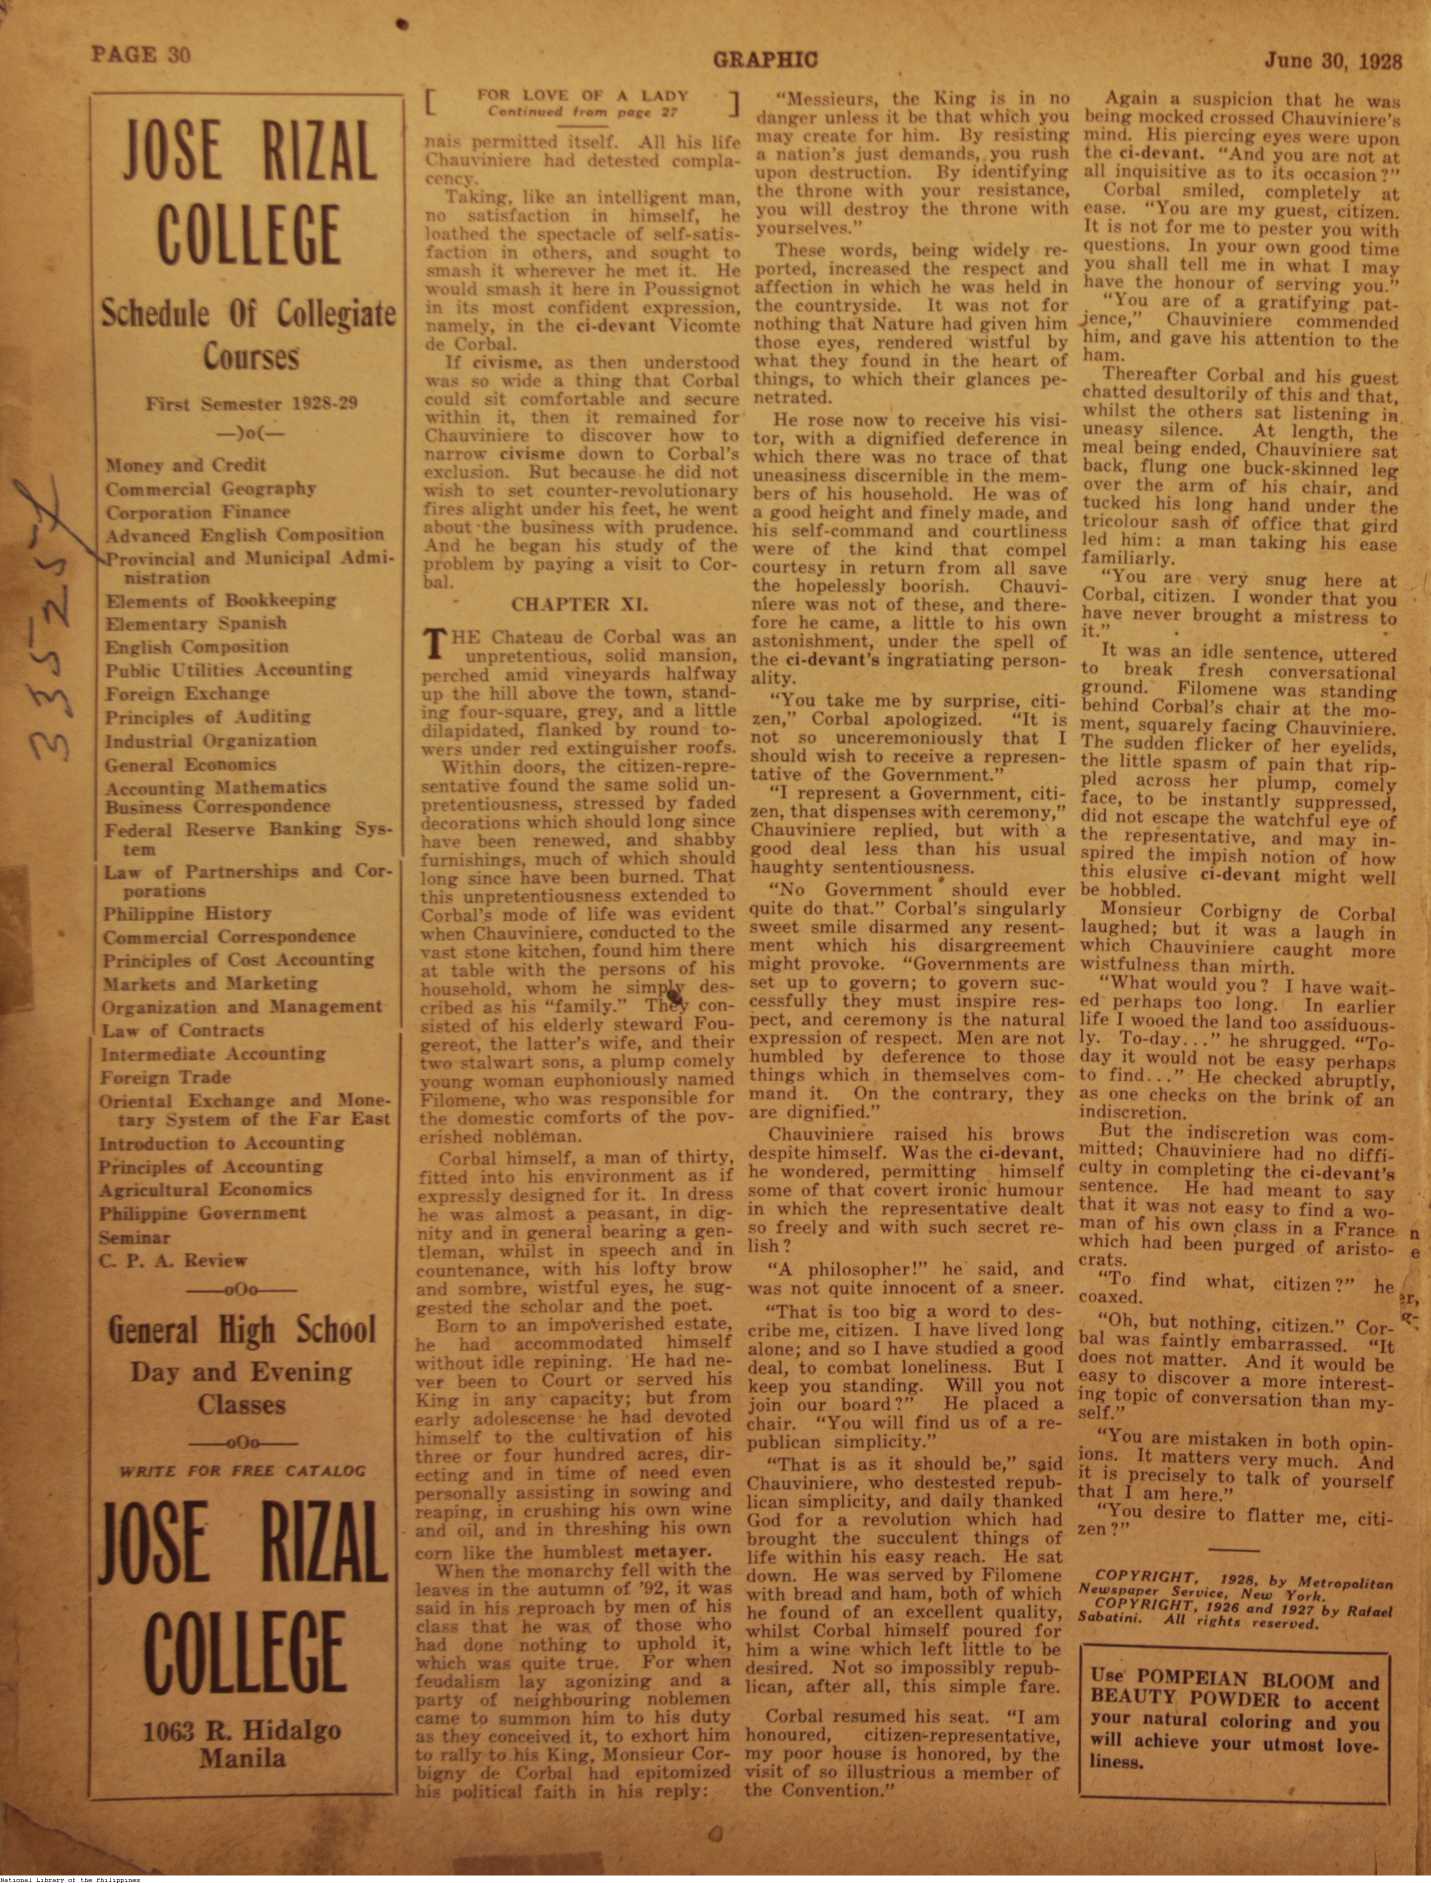 PAGE 30
GRAPHIC
June 30, 1928
JOSE RIZAL
COLLEGE
Schedule Of Collegiate
Courses
First Semester 1928-29
—)o(—
Money and Credit
Commercial Geography
Corporation Finance
Advanced English Composition
Provincial and Municipal Admi-
nistration
Elements of Bookkeeping
Elementary Spanish
English Composition
Public Utilities Accounting
Foreign Exchange
Principles of Auditing
Industrial Organization
General Economics
Accounting Mathematics
Business Correspondence
Federal Reserve Banking Sys-
tem
Law of Partnerships and Cor-
porations
Philippine History
Commercial Correspondence
Principles of Cost Accounting
Markets and Marketing
Organization and Management
Law of Contracts
Intermediate Accounting
Foreign Trade
Oriental Exchange and Mone-
tary System of the Far East
Introduction to Accounting
Principles of Accounting
Agricultural Economics
Philippine Government
Seminar
C. P. A. Review
——oOo——
General High School
Day and Evening
Classes
——oOo——
WRITE FOR FREE CATALOG
JOSE RIZAL
COLLEGE
1063 R. Hidalgo
Manila
33525
[ FOR LOVE OF A LADY ]
Continued from page 27
nais permitted itself. All his life
Chauviniere had detested compla-
cency.
Taking, like an intelligent man,
no satisfaction in himself, he
loathed the spectacle of self-satis-
faction in others, and sought to
smash it wherever he met it. He
would smash it here in Poussignot
in its most confident expression,
namely, in the ci-devant Vicomte
de Corbal.
If civisme, as then understood
was so wide a thing that Corbal
could sit comfortable and secure
within it, then it remained for
Chauviniere to discover how to
narrow civisme down to Corbal's
exclusion. But because he did not
wish to set counter-revolutionary
fires alight under his feet, he went
about the business with prudence.
And he began his study of the
problem by paying a visit to Cor-
bal.
CHAPTER XI.
THE Chateau de Corbal was an
unpretentious, solid mansion,
perched amid vineyards halfway
up the hill above the town, stand-
ing four-square, grey, and a little
dilapidated, flanked by round to-
wers under red extinguisher roofs.
Within doors, the citizen-repre-
sentative found the same solid un-
pretentiousness, stressed by faded
decorations which should long since
have been renewed, and shabby
furnishings, much of which should
long since have been burned. That
this unpretentiousness extended to
Corbal's mode of life was evident
when Chauviniere, conducted to the
vast stone kitchen, found him there
at table with the persons of his
household, whom he simply des-
cribed as his "family." They con-
sisted of his elderly steward Fou-
gereot, the latter's wife, and their
two stalwart sons, a plump comely
young woman euphoniously named
Filomene, who was responsible for
the domestic comforts of the pov-
erished nobleman.
Corbal himself, a man of thirty,
fitted into his environment as if
expressly designed for it. In dress
he was almost a peasant, in dig-
nity and in general bearing a gen-
tleman, whilst in speech and in
countenance, with his lofty brow
and sombre, wistful eyes, he sug-
gested the scholar and the poet.
Born to an impoverished estate,
he had accommodated himself
without idle repining. He had ne-
ver been to Court or served his
King in any capacity; but from
early adolescense he had devoted
himself to the cultivation of his
three or four hundred acres, dir-
ecting and in time of need even
personally assisting in sowing and
reaping, in crushing his own wine
and oil, and in threshing his own
corn like the humblest metayer.
When the monarchy fell with the
leaves in the autumn of '92, it was
said in his reproach by men of his
class that he was of those who
had done nothing to uphold it,
which was quite true. For when
feudalism lay agonizing and a
party of neighbouring noblemen
came to summon him to his duty
as they conceived it, to exhort him
to rally to his King, Monsieur Cor-
bigny de Corbal had epitomized
his political faith in his reply:
"Messieurs, the King is in no
danger unless it be that which you
may create for him. By resisting
a nation's just demands, you rush
upon destruction. By identifying
the throne with your resistance,
you will destroy the throne with
yourselves."
These words, being widely re-
ported, increased the respect and
affection in which he was held in
the countryside. It was not for
nothing that Nature had given him
those eyes, rendered wistful by
what they found in the heart of
things, to which their glances pe-
netrated.
He rose now to receive his visi-
tor, with a dignified deference in
which there was no trace of that
uneasiness discernible in the mem-
bers of his household. He was of
a good height and finely made, and
his self-command and courtliness
were of the kind that compel
courtesy in return from all save
the hopelessly boorish. Chauvi-
niere was not of these, and there-
fore he came, a little to his own
astonishment, under the spell of
the ci-devant's ingratiating person-
ality.
"You take me by surprise, citi-
zen," Corbal apologized. "It is
not so unceremoniously that I
should wish to receive a represen-
tative of the Government."
"I represent a Government, citi-
zen, that dispenses with ceremony,"
Chauviniere replied, but with a
good deal less than his usual
haughty sententiousness.
"No Government should ever
quite do that." Corbal's singularly
sweet smile disarmed any resent-
ment which his disargreement
might provoke. "Governments are
set up to govern; to govern suc-
cessfully they must inspire res-
pect, and ceremony is the natural
expression of respect. Men are not
humbled by deference to those
things which in themselves com-
mand it. On the contrary, they
are dignified."
Chauviniere raised his brows
despite himself. Was the ci-devant,
he wondered, permitting himself
some of that covert ironic humour
in which the representative dealt
so freely and with such secret re-
lish?
"A philosopher!" he said, and
was not quite innocent of a sneer.
"That is too big a word to des-
cribe me, citizen. I have lived long
alone; and so I have studied a good
deal, to combat loneliness. But I
keep you standing. Will you not
join our board?" He placed a
chair. "You will find us of a re-
publican simplicity."
"That is as it should be," said
Chauviniere, who destested repub-
lican simplicity, and daily thanked
God for a revolution which had
brought the succulent things of
life within his easy reach. He sat
down. He was served by Filomene
with bread and ham, both of which
he found of an excellent quality,
whilst Corbal himself poured for
him a wine which left little to be
desired. Not so impossibly repub-
lican, after all, this simple fare.
Corbal resumed his seat. "I am
honoured, citizen-representative,
my poor house is honored, by the
visit of so illustrious a member of
the Convention."
Again a suspicion that he was
being mocked crossed Chauviniere's
mind. His piercing eyes were upon
the ci-devant. "And you are not at
all inquisitive as to its occasion?"
Corbal smiled, completely at
ease. "You are my guest, citizen.
It is not for me to pester you with
questions. In your own good time
you shall tell me in what I may
have the honour of serving you."
"You are of a gratifying pat-
ience," Chauviniere commended
him, and gave his attention to the
ham.
Thereafter Corbal and his guest
chatted desultorily of this and that,
whilst the others sat listening in
uneasy silence. At length, the
meal being ended, Chauviniere sat
back, flung one buck-skinned leg
over the arm of his chair, and
tucked his long hand under the
tricolour sash of office that gird
led him: a man taking his ease
familiarly.
"You are very snug here at
Corbal, citizen. I wonder that you
have never brought a mistress to
it."
It was an idle sentence, uttered
to break fresh conversational
ground. Filomene was standing
behind Corbal's chair at the mo-
ment, squarely facing Chauviniere.
The sudden flicker of her eyelids,
the little spasm of pain that rip-
pled across her plump, comely
face, to be instantly suppressed,
did not escape the watchful eye of
the representative, and may in-
spired the impish notion of how
this elusive ci-devant might well
be hobbled.
Monsieur Corbigny de Corbal
laughed; but it was a laugh in
which Chauviniere caught more
wistfulness than mirth.
"What would you? I have wait-
ed perhaps too long. In earlier
life I wooed the land too assiduous-
ly. To-day..." he shrugged. "To-
day it would not be easy perhaps
to find..." He checked abruptly,
as one checks on the brink of an
indiscretion.
But the indiscretion was com-
mitted; Chauviniere had no diffi-
culty in completing the ci-devant's
sentence. He had meant to say
that it was not easy to find a wo-
man of his own class in a France
which had been purged of aristo-
crats.
"To find what, citizen?" he
coaxed.
"Oh, but nothing, citizen." Cor-
bal was faintly embarrassed. "It
does not matter. And it would be
easy to discover a more interest-
ing topic of conversation than my-
self."
"You are mistaken in both opin-
ions. It matters very much. And
it is precisely to talk of yourself
that I am here."
"You desire to flatter me, citi-
zen?"
COPYRIGHT, 1928, by Metropolitan
Newspaper Service, New York.
COPYRIGHT, 1926 and 1927 by Rafael
Sabatini. All rights reserved.
Use POMPEIAN BLOOM and
BEAUTY POWDER to accent
your natural coloring and you
will achieve your utmost love-
liness.
National Library of the Philippines